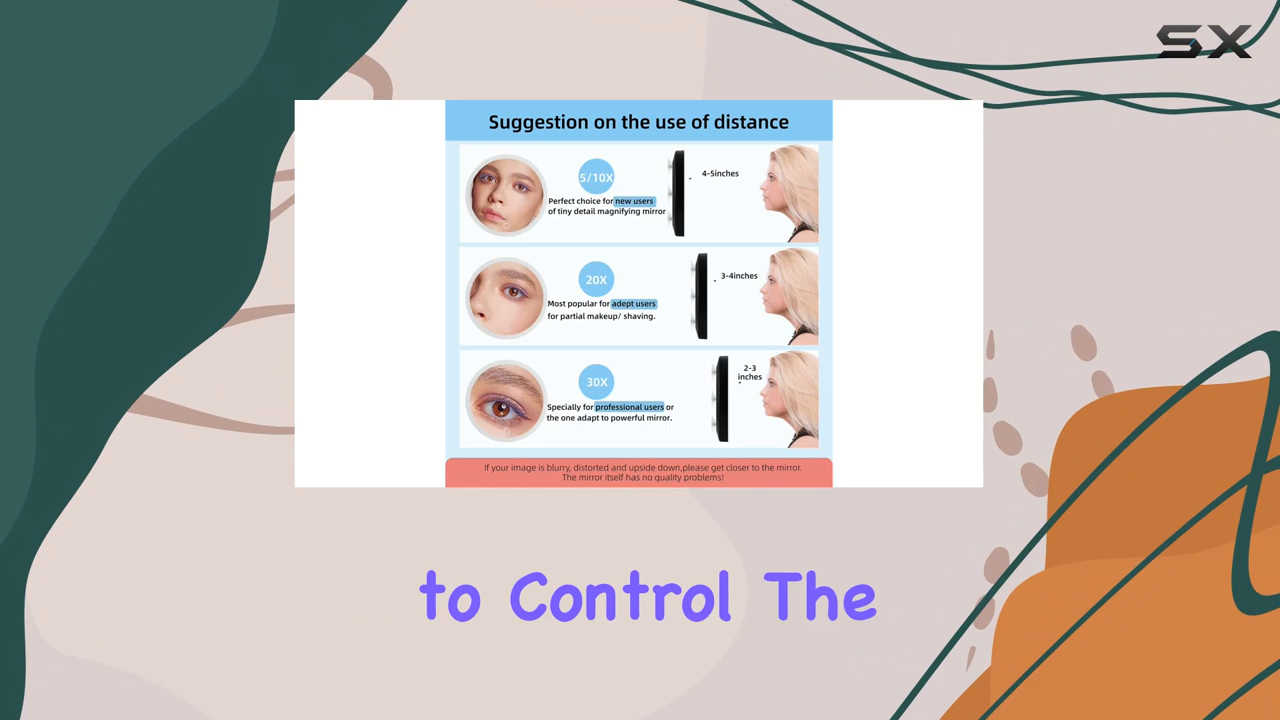 SX
Suggestion on the use of distance
5/10X
4-5inches
Perfect choice for new users
of tiny detail magnifying mirror
20X
3-4inches
Most popular for adept users
for partial makeup/ shaving.
30X
2-3
inches
Specially for professional users or
the one adapt to powerful mirror.
If your image is blurry, distorted and upside down,please get closer to the mirror.
The mirror itself has no quality problems!
to Control The